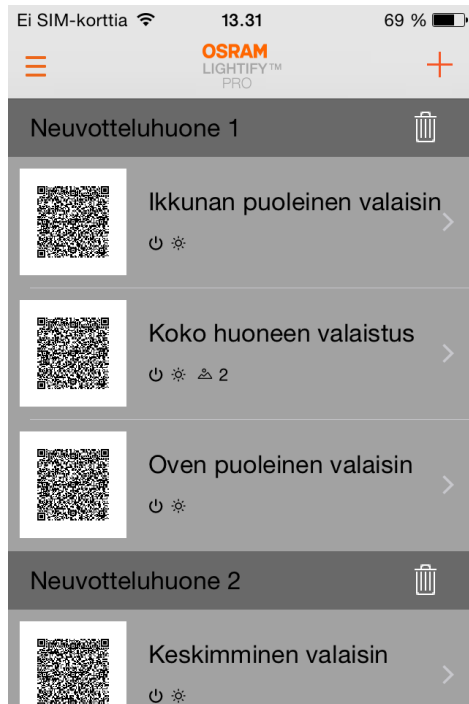 Ei SIM-korttia 13.31 69 %
OSRAM
LIGHTIFY™
PRO
Neuvotteluhuone 1
Ikkunan puoleinen valaisin
Koko huoneen valaistus
2
Oven puoleinen valaisin
Neuvotteluhuone 2
Keskimminen valaisin